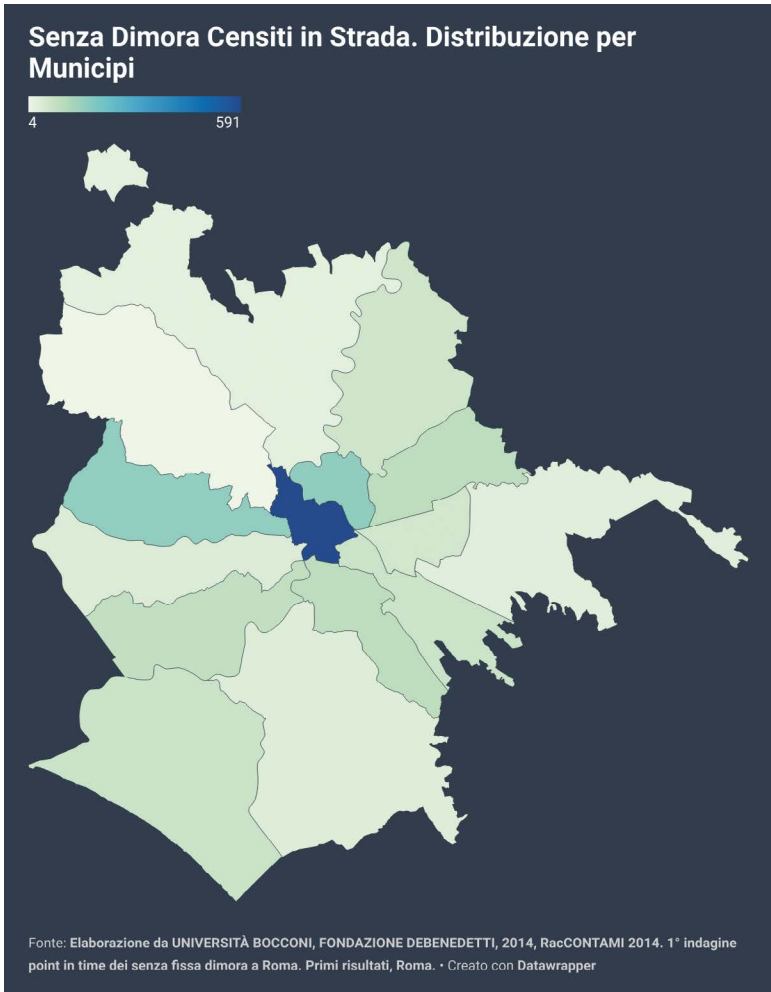 Senza Dimora Censiti in Strada. Distribuzione per
Municipi
4 591
Fonte: Elaborazione da UNIVERSITÀ BOCCONI, FONDAZIONE DEBENEDETTI, 2014, RacCONTAMI 2014. 1° indagine
point in time dei senza fissa dimora a Roma. Primi risultati, Roma. • Creato con Datawrapper